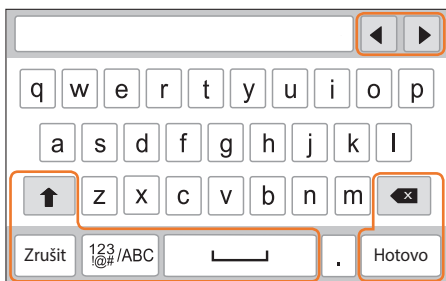 q w e r t y u i o p
a s d f g h j k l
z x c v b n m
Zrušit 123 !@# /ABC . Hotovo